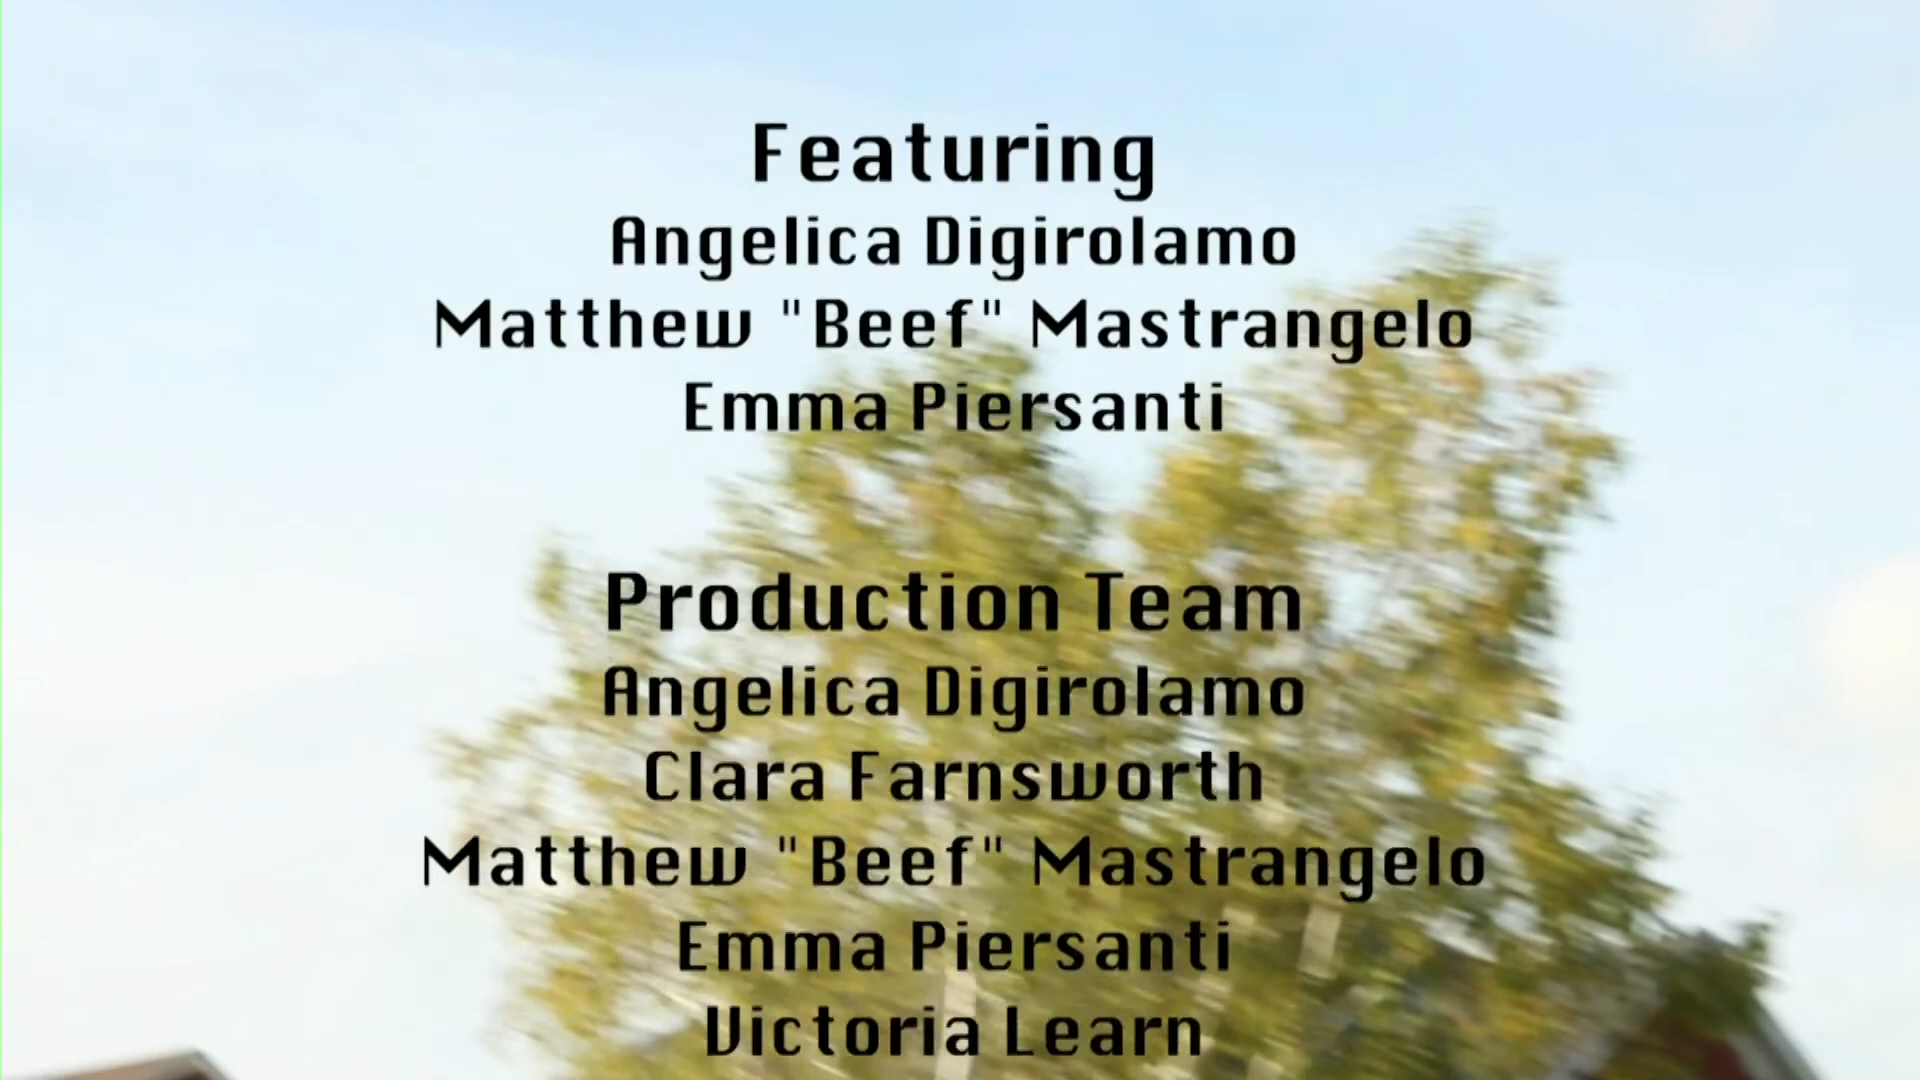 Featuring
Angelica Digirolamo
Matthew "Beef" Mastrangelo
Emma Piersanti
Production Team
Angelica Digirolamo
Clara Farnsworth
Matthew "Beef" Mastrangelo
Emma Piersanti
Victoria Learn